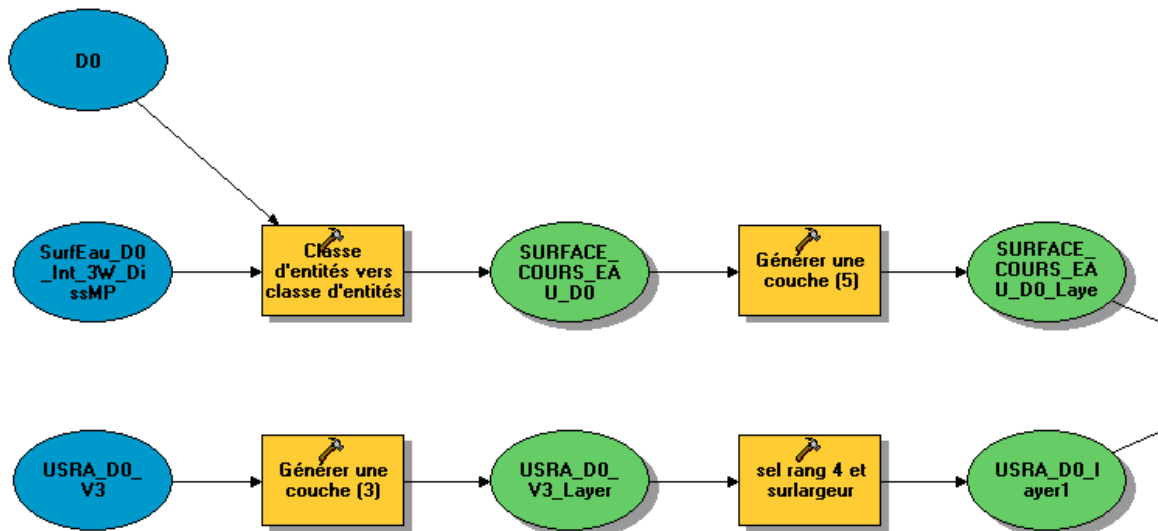 D0
SurfEau_D0
_Int_3W_Di
ssMP
Classe
d'entités vers
classe d'entités
SURFACE_
COURS_EA
U_D0
Générer une
couche (5)
SURFACE_
COURS_EA
U_D0_Laye
USRA_D0_
V3
Générer une
couche (3)
USRA_D0_
V3_Layer
sel rang 4 et
surlargeur
USRA_D0_l
ayer1